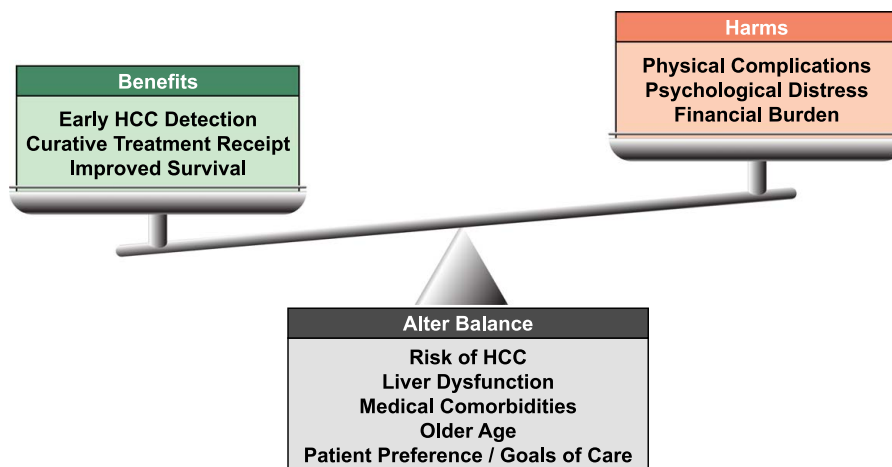 Harms
Physical Complications
Psychological Distress
Financial Burden
Benefits
Early HCC Detection
Curative Treatment Receipt
Improved Survival
Alter Balance
Risk of HCC
Liver Dysfunction
Medical Comorbidities
Older Age
Patient Preference / Goals of Care